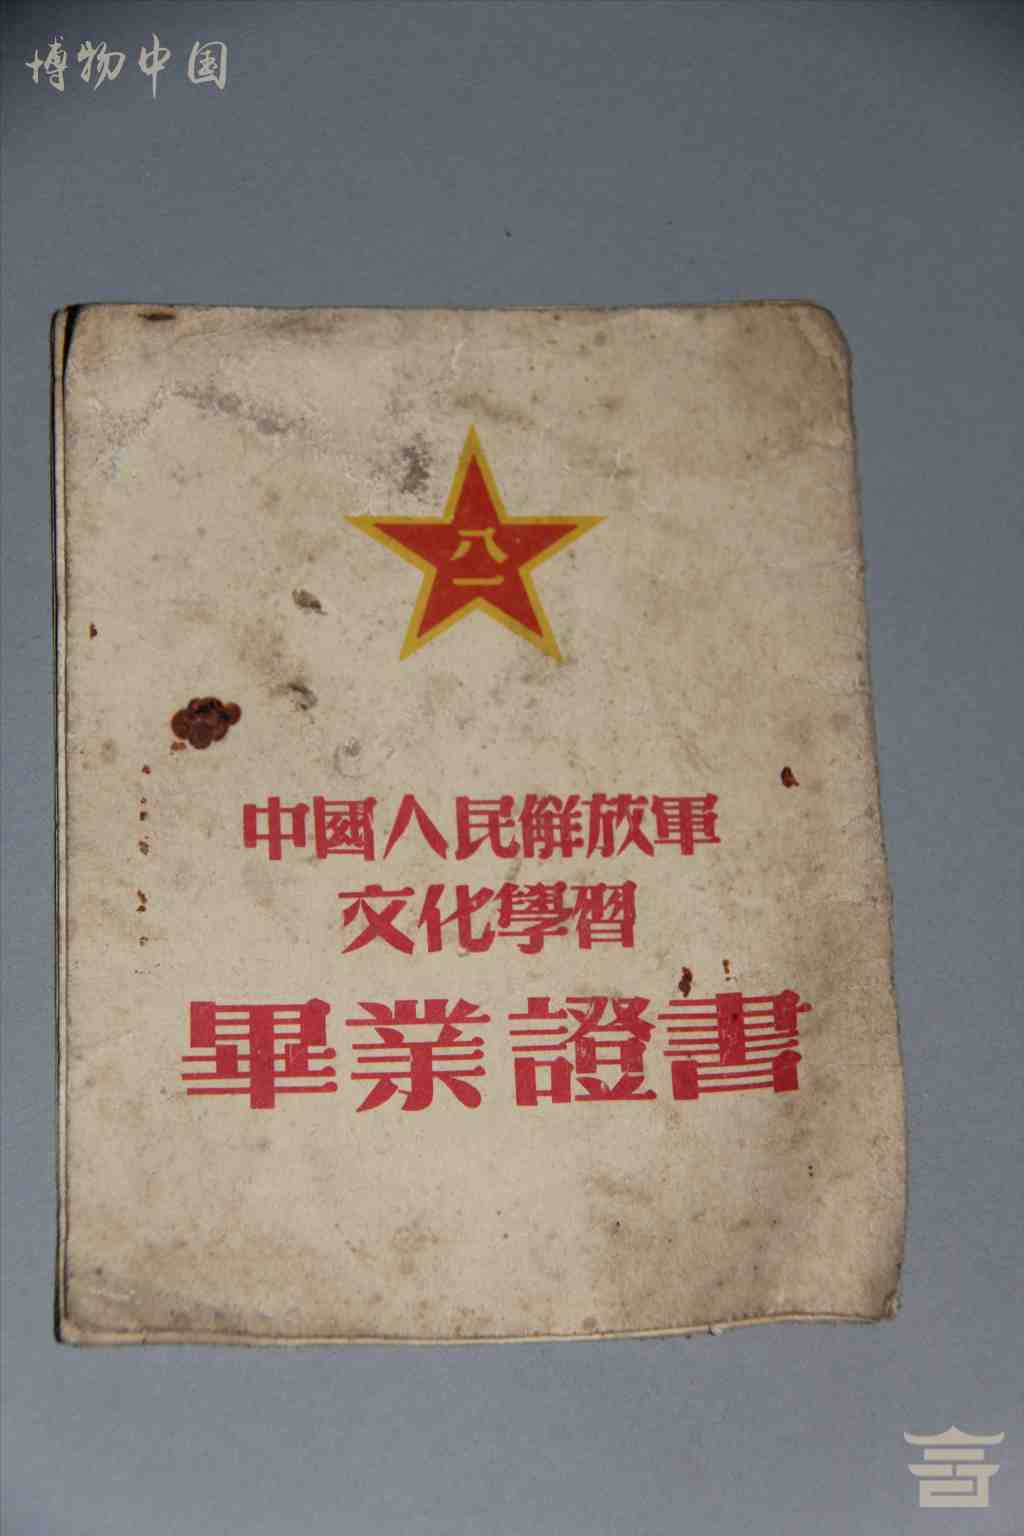 博物中国
八一
中國人民解放軍
文化學習
畢業證書